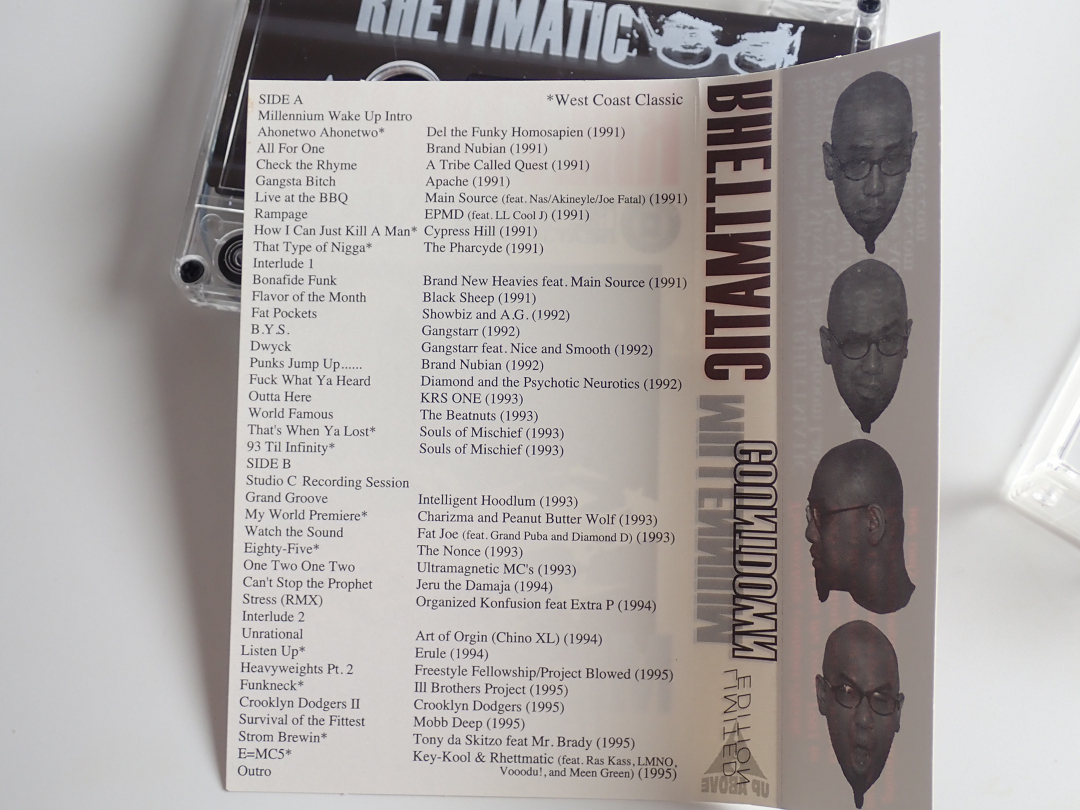 RHETTMATIC
SIDE A *West Coast Classic
Millennium Wake Up Intro
Ahonetwo Ahonetwo* Del the Funky Homosapien (1991)
All For One Brand Nubian (1991)
Check the Rhyme A Tribe Called Quest (1991)
Gangsta Bitch Apache (1991)
Live at the BBQ Main Source (feat. Nas/Akineyle/Joe Fatal) (1991)
Rampage EPMD (feat. LL Cool J) (1991)
How I Can Just Kill A Man* Cypress Hill (1991)
That Type of Nigga* The Pharcyde (1991)
Interlude 1
Bonafide Funk Brand New Heavies feat. Main Source (1991)
Flavor of the Month Black Sheep (1991)
Fat Pockets Showbiz and A.G. (1992)
B.Y.S. Gangstarr (1992)
Dwyck Gangstarr feat. Nice and Smooth (1992)
Punks Jump Up...... Brand Nubian (1992)
Fuck What Ya Heard Diamond and the Psychotic Neurotics (1992)
Outta Here KRS ONE (1993)
World Famous The Beatnuts (1993)
That's When Ya Lost* Souls of Mischief (1993)
93 Til Infinity* Souls of Mischief (1993)
SIDE B
Studio C Recording Session
Grand Groove Intelligent Hoodlum (1993)
My World Premiere* Charizma and Peanut Butter Wolf (1993)
Watch the Sound Fat Joe (feat. Grand Puba and Diamond D) (1993)
Eighty-Five* The Nonce (1993)
One Two One Two Ultramagnetic MC's (1993)
Can't Stop the Prophet Jeru the Damaja (1994)
Stress (RMX) Organized Konfusion feat Extra P (1994)
Interlude 2
Unrational Art of Orgin (Chino XL) (1994)
Listen Up* Erule (1994)
Heavyweights Pt. 2 Freestyle Fellowship/Project Blowed (1995)
Funkneck* Ill Brothers Project (1995)
Crooklyn Dodgers II Crooklyn Dodgers (1995)
Survival of the Fittest Mobb Deep (1995)
Strom Brewin* Tony da Skitzo feat Mr. Brady (1995)
E=MC5* Key-Kool & Rhettmatic (feat. Ras Kass, LMNO,
Outro Vooodu!, and Meen Green) (1995)
RHETTMATIC
MILLENNIUM
COUNTDOWN
LIMITED
EDITION
UP ABOVE